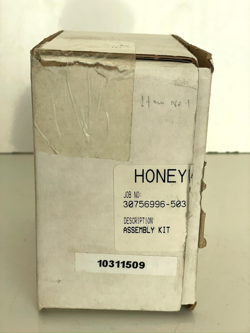 HONEY
JOB NO:
30756996-503
DESCRIPTION
ASSEMBLY KIT
10311509